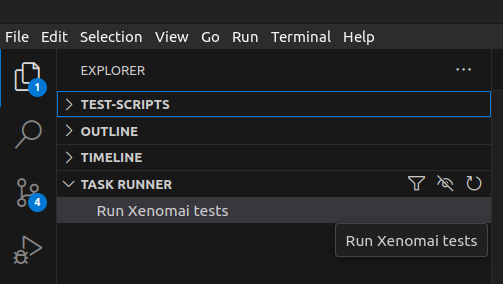 File Edit Selection View Go Run Terminal Help
EXPLORER
1
TEST-SCRIPTS
OUTLINE
TIMELINE
TASK RUNNER
4
Run Xenomai tests
Run Xenomai tests